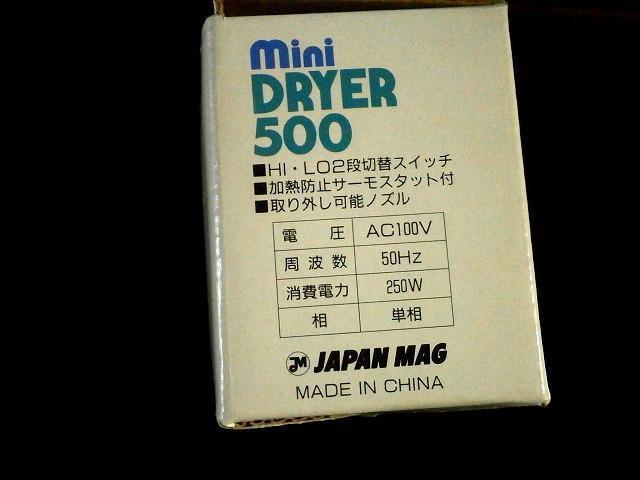 mini
DRYER
500
■HI・LO2段切替スイッチ
■加熱防止サーモスタット付
■取り外し可能ノズル
電圧 AC100V
周波数 50Hz
消費電力 250W
相 単相
JM JAPAN MAG
MADE IN CHINA